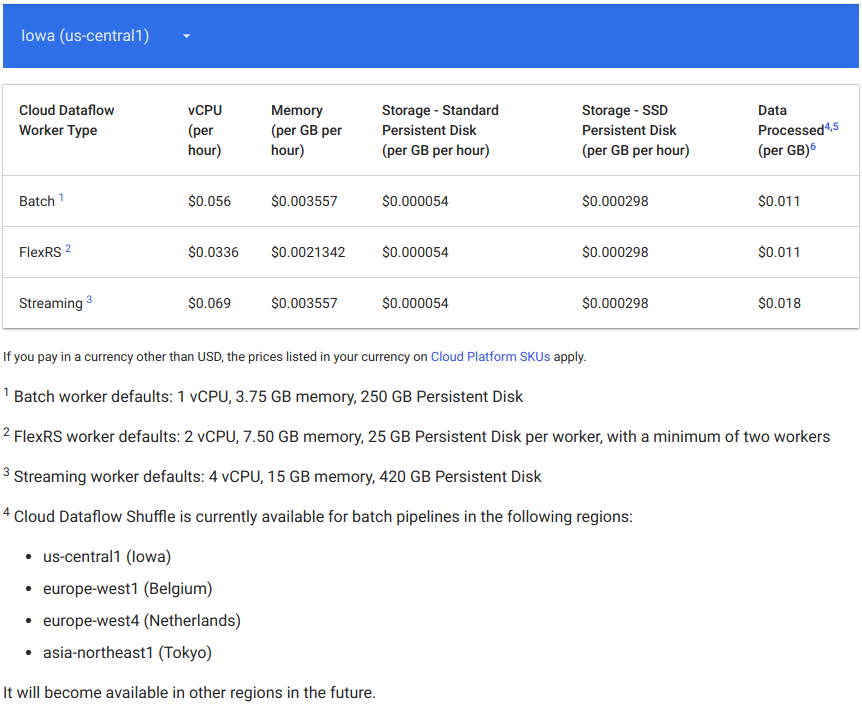 Iowa (us-central1)
Cloud Dataflow Worker Type	vCPU (per hour)	Memory (per GB per hour)	Storage - Standard Persistent Disk (per GB per hour)	Storage - SSD Persistent Disk (per GB per hour)	Data Processed4,5 (per GB)6
Batch 1	$0.056	$0.003557	$0.000054	$0.000298	$0.011
FlexRS 2	$0.0336	$0.0021342	$0.000054	$0.000298	$0.011
Streaming 3	$0.069	$0.003557	$0.000054	$0.000298	$0.018
If you pay in a currency other than USD, the prices listed in your currency on Cloud Platform SKUs apply.
1 Batch worker defaults: 1 vCPU, 3.75 GB memory, 250 GB Persistent Disk
2 FlexRS worker defaults: 2 vCPU, 7.50 GB memory, 25 GB Persistent Disk per worker, with a minimum of two workers
3 Streaming worker defaults: 4 vCPU, 15 GB memory, 420 GB Persistent Disk
4 Cloud Dataflow Shuffle is currently available for batch pipelines in the following regions:
• us-central1 (Iowa)
• europe-west1 (Belgium)
• europe-west4 (Netherlands)
• asia-northeast1 (Tokyo)
It will become available in other regions in the future.